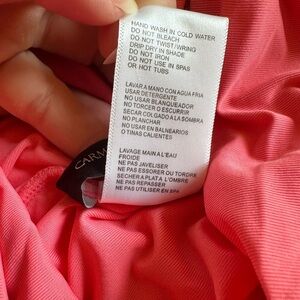 HAND WASH IN COLD WATER
DO NOT BLEACH
DO NOT TWIST/WRING
DRIP DRY IN SHADE
DO NOT IRON
DO NOT USE IN SPAS
OR HOT TUBS
LAVAR A MANO CON AGUA FRIA
USAR DETERGENTE
NO USAR BLANQUEADOR
NO TORCER O ESCURRIR
SECAR COLGADO A LA SOMBRA
NO PLANCHAR
NO USAR EN BALNEARIOS
O TINAS CALIENTES
LAVAGE MAIN A L'EAU
FROIDE
NE PAS JAVELISER
NE PAS ESSORER OU TORDRE
SECHER A PLAT A L'OMBRE
NE PAS REPASSER
NE PAS UTILISER EN
CARM